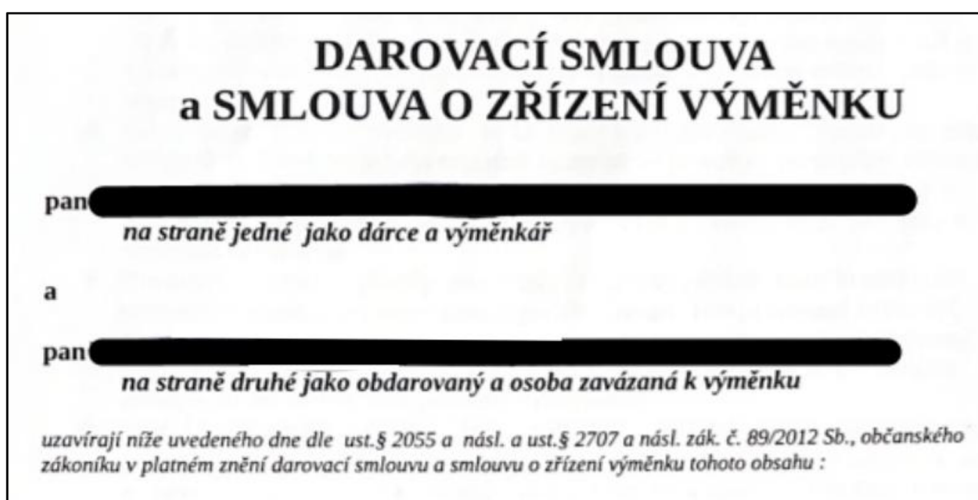 DAROVACÍ SMLOUVA
a SMLOUVA O ZŘÍZENÍ VÝMĚNKU
pan
na straně jedné jako dárce a výměnkář
a
pan
na straně druhé jako obdarovaný a osoba zavázaná k výměnku
uzavírají níže uvedeného dne dle ust.§ 2055 a násl. a ust.§ 2707 a násl. zák. č. 89/2012 Sb., občanského
zákoníku v platném znění darovací smlouvu a smlouvu o zřízení výměnku tohoto obsahu :